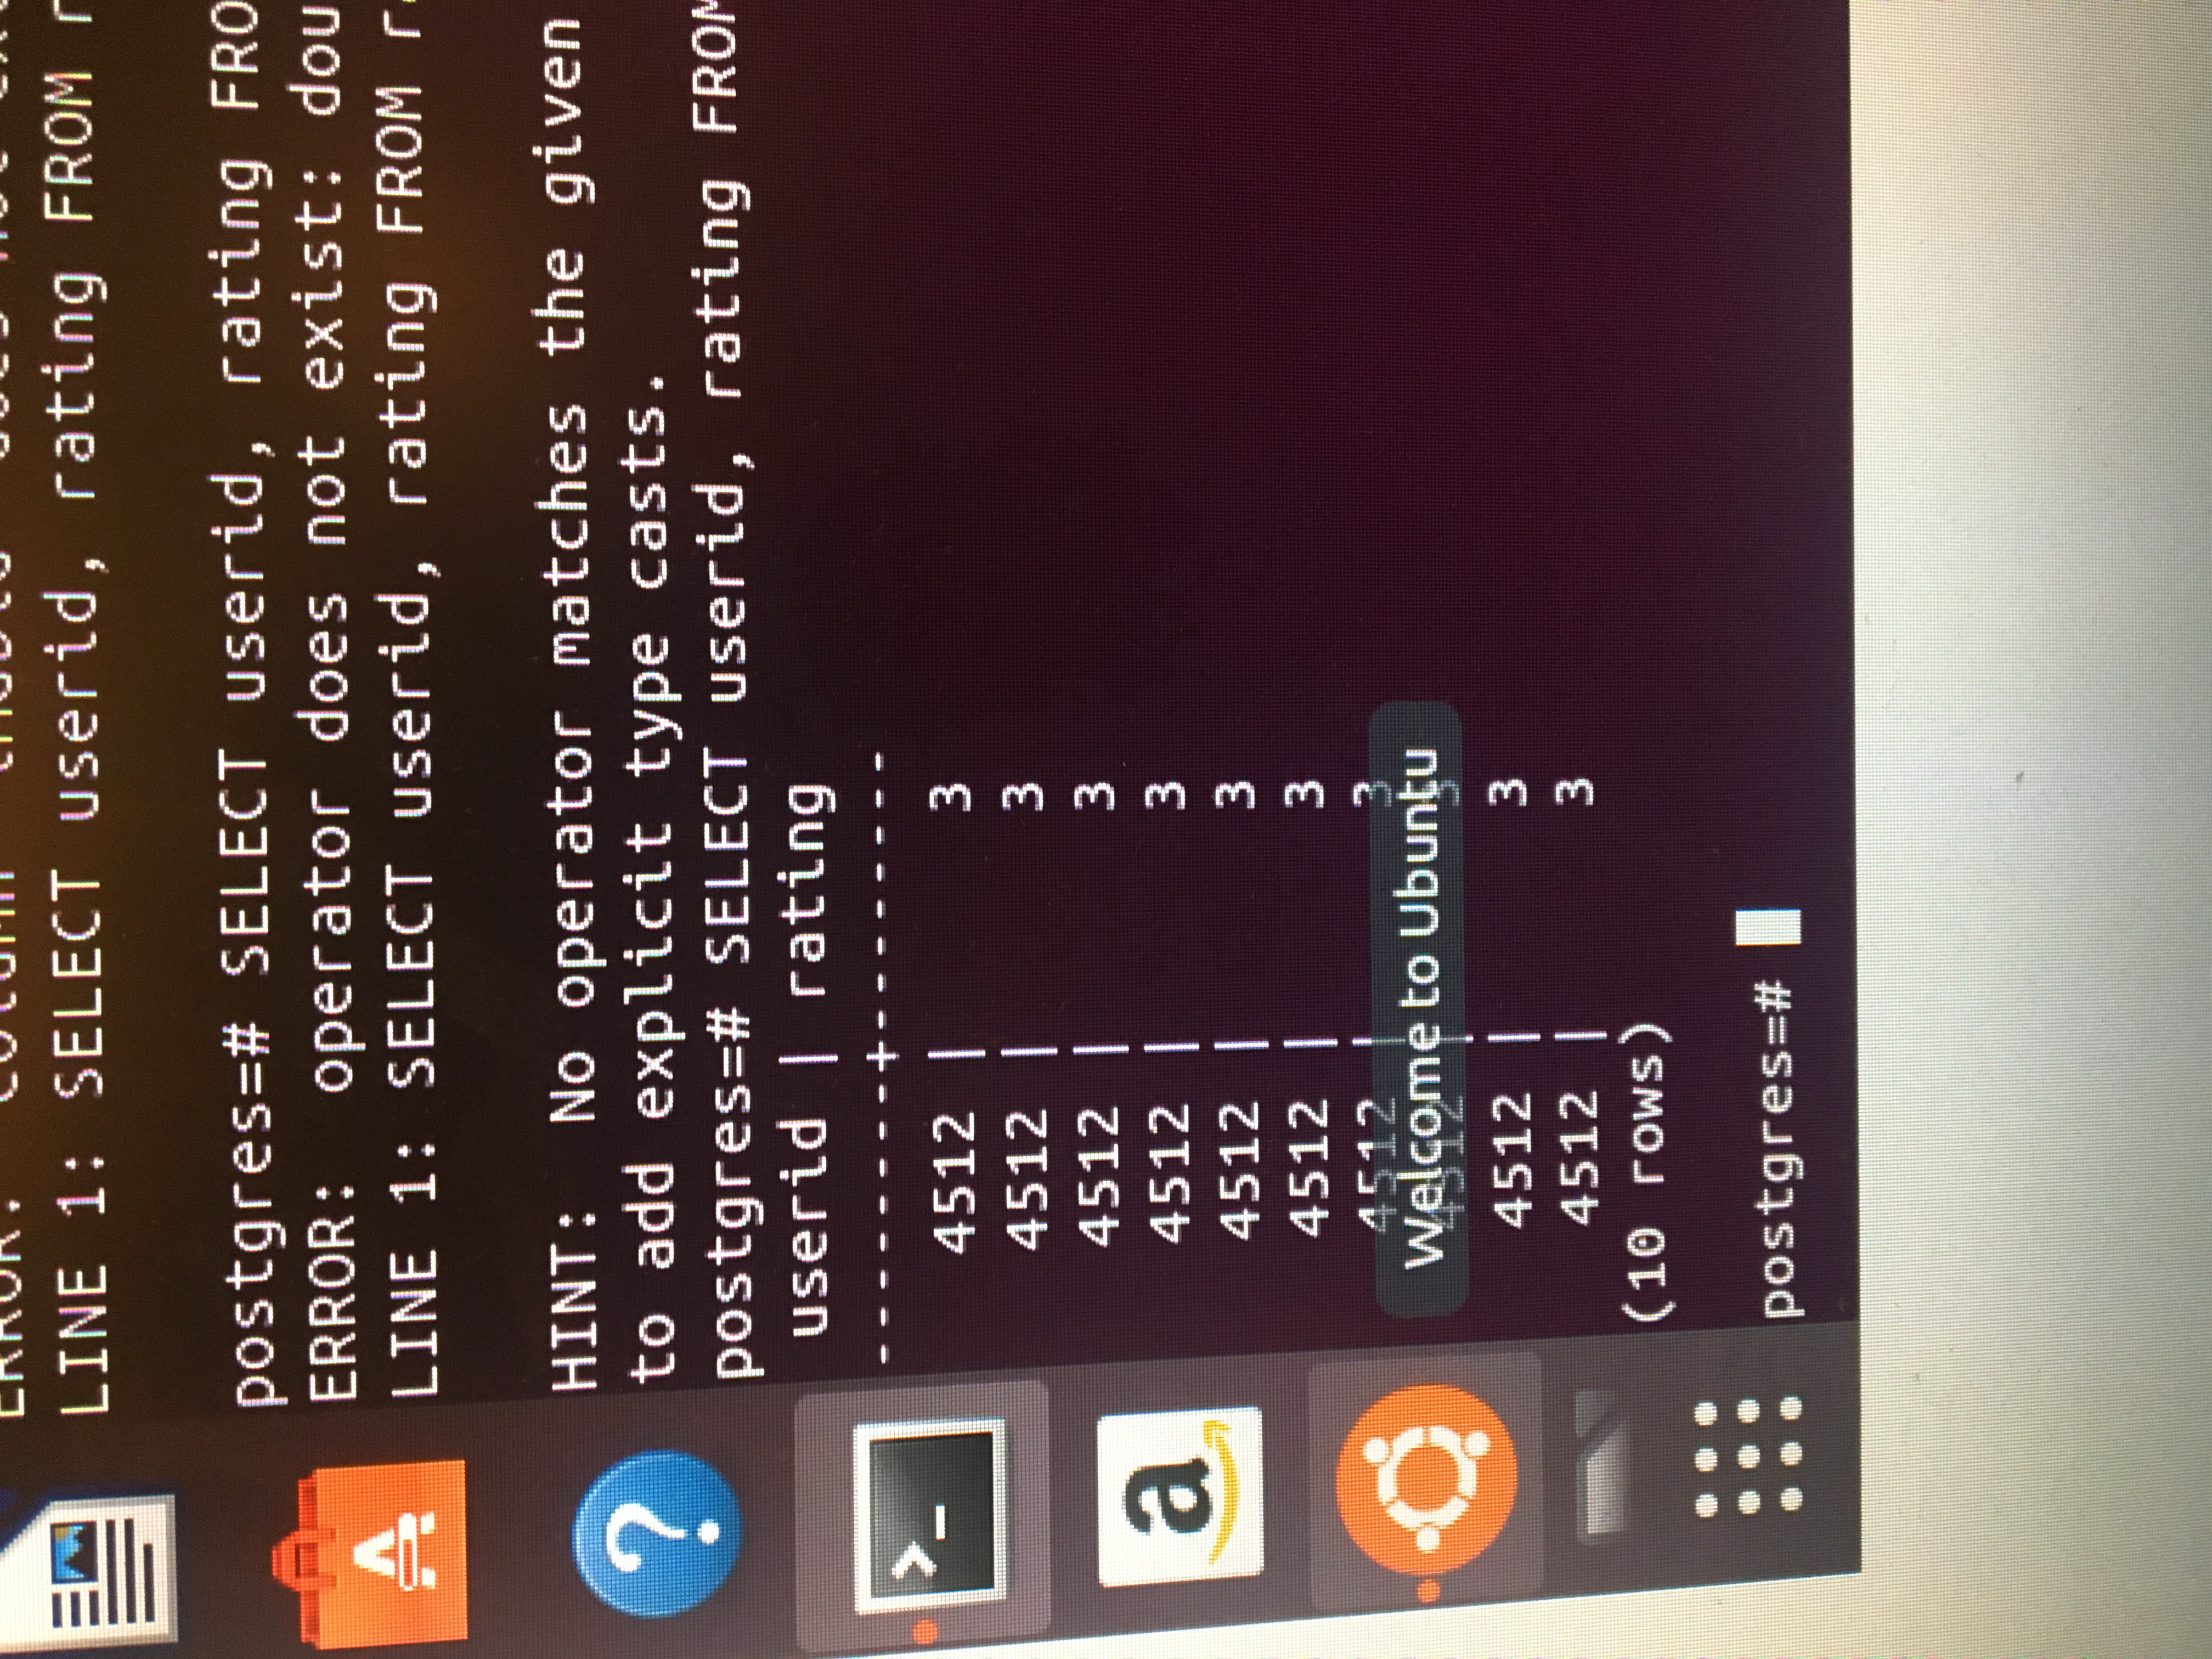 LINE 1: SELECT userid, rating FROM
postgres=# SELECT userid, rating FRO
ERROR:  operator does not exist: dou
LINE 1: SELECT userid, rating FROM
HINT:  No operator matches the given
to add explicit type casts.
postgres=# SELECT userid, rating FROM
userid | rating
--------+--------
4512 | 3
4512 | 3
4512 | 3
4512 | 3
4512 | 3
4512 | 3
4512 | 3
Welcome to Ubuntu
4512 | 3
4512 | 3
4512 | 3
(10 rows)
postgres=#